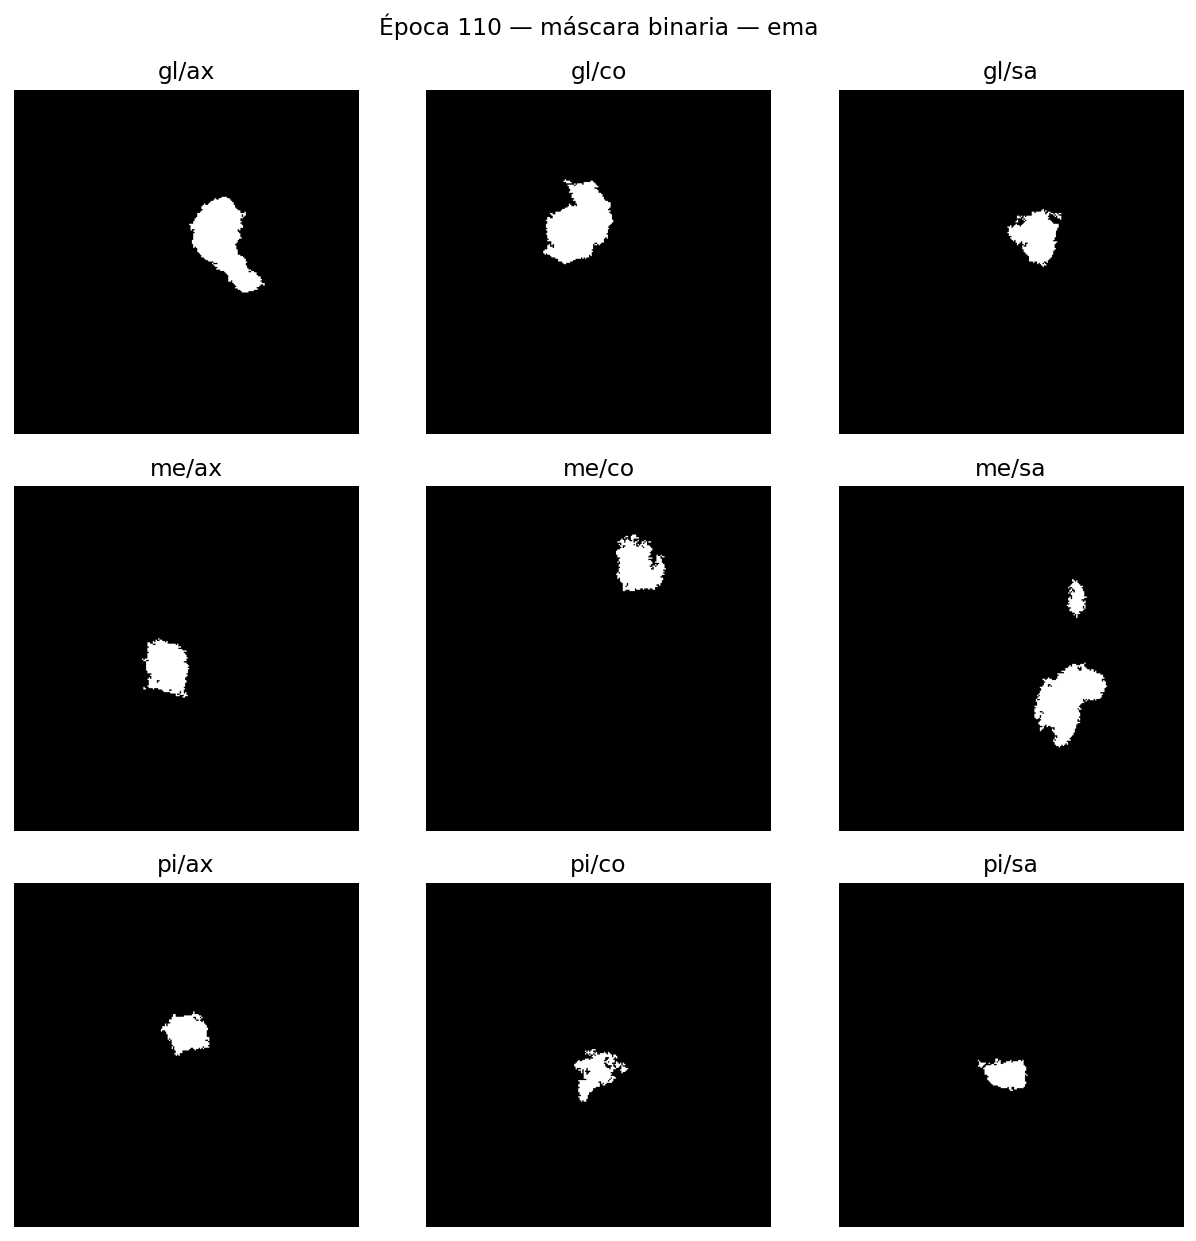 Época 110 — máscara binaria — ema
gl/ax
gl/co
gl/sa
me/ax
me/co
me/sa
pi/ax
pi/co
pi/sa